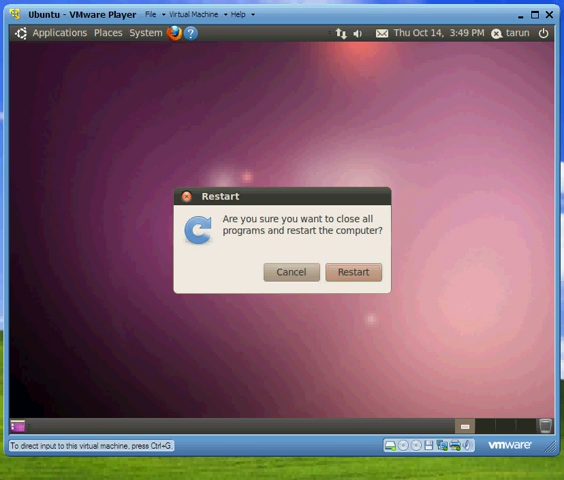 Ubuntu - VMware Player File Virtual Machine Help
Applications Places System ? Thu Oct 14, 3:49 PM tarun
Restart
Are you sure you want to close all
programs and restart the computer?
Cancel Restart
To direct input to this virtual machine, press Ctrl+G.
vmware